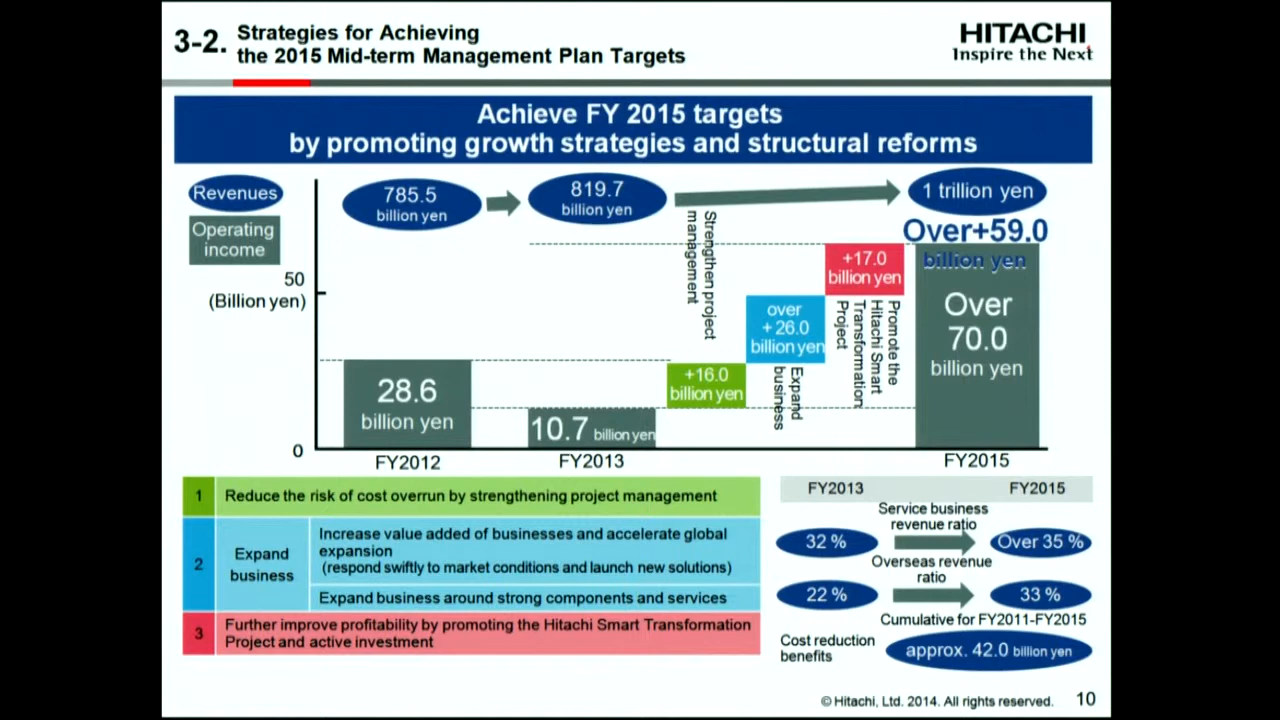 3-2.
Strategies for Achieving
the 2015 Mid-term Management Plan Targets
HITACHI
Inspire the Next
Achieve FY 2015 targets
by promoting growth strategies and structural reforms
Revenues
785.5
billion yen
819.7
billion yen
1 trillion yen
Operating
income
Over+59.0
billion yen
50
(Billion yen)
0
28.6
billion yen
10.7 billion yen
Strengthen project
management
+16.0
billion yen
over
+ 26.0
billion yen
Expand
business
+17.0
billion yen
Promote the
Hitachi Smart
Transformation
Project
Over
70.0
billion yen
FY2012
FY2013
FY2015
1
Reduce the risk of cost overrun by strengthening project management
2
Expand
business
Increase value added of businesses and accelerate global
expansion
(respond swiftly to market conditions and launch new solutions)
Expand business around strong components and services
3
Further improve profitability by promoting the Hitachi Smart Transformation
Project and active investment
FY2013
FY2015
Service business
revenue ratio
32 %
Over 35 %
Overseas revenue
ratio
22 %
33 %
Cumulative for FY2011-FY2015
Cost reduction
benefits
approx. 42.0 billion yen
© Hitachi, Ltd. 2014. All rights reserved.
10